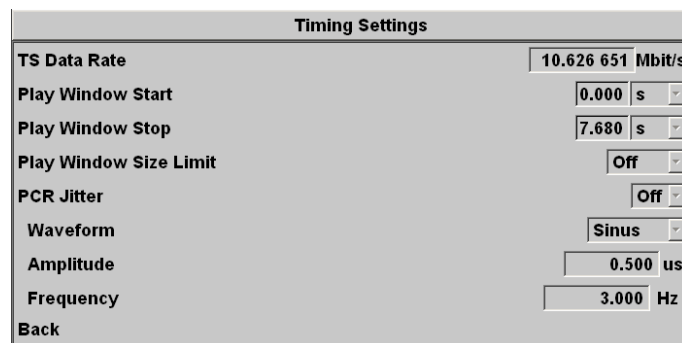 Timing Settings
TS Data Rate 10.626 651 Mbit/s
Play Window Start 0.000 s
Play Window Stop 7.680 s
Play Window Size Limit Off
PCR Jitter Off
Waveform Sinus
Amplitude 0.500 us
Frequency 3.000 Hz
Back